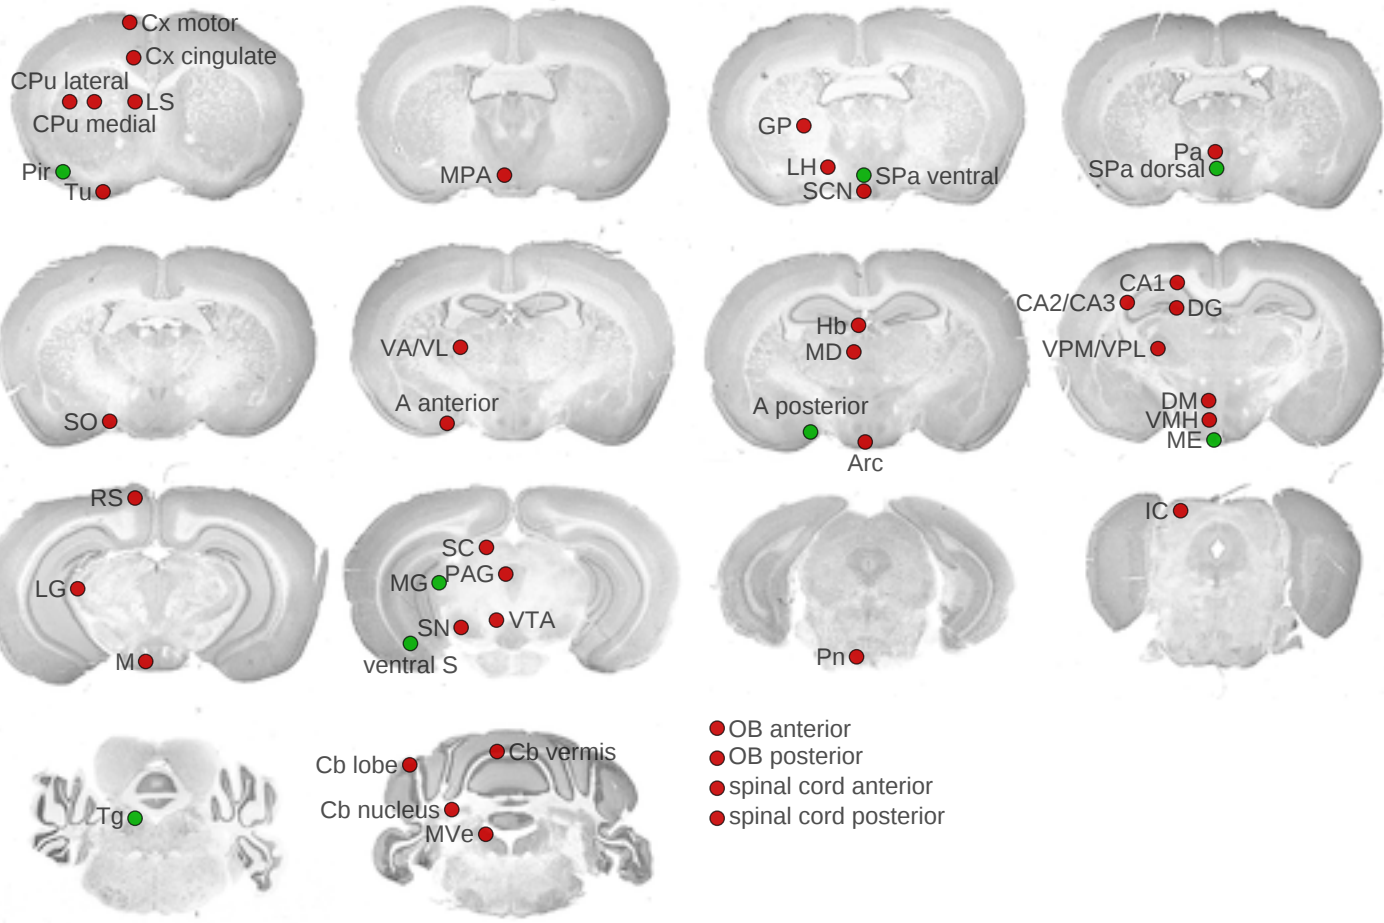 Cx motor
Cx cingulate
CPu lateral
LS
CPu medial
Pir
Tu
MPA
GP
LH
SPa ventral
SCN
Pa
SPa dorsal
SO
VA/VL
A anterior
Hb
MD
A posterior
Arc
CA1
CA2/CA3
DG
VPM/VPL
DM
VMH
ME
RS
LG
M
SC
MG
PAG
SN
VTA
ventral S
Pn
IC
Tg
Cb lobe
Cb vermis
Cb nucleus
MVe
OB anterior
OB posterior
spinal cord anterior
spinal cord posterior